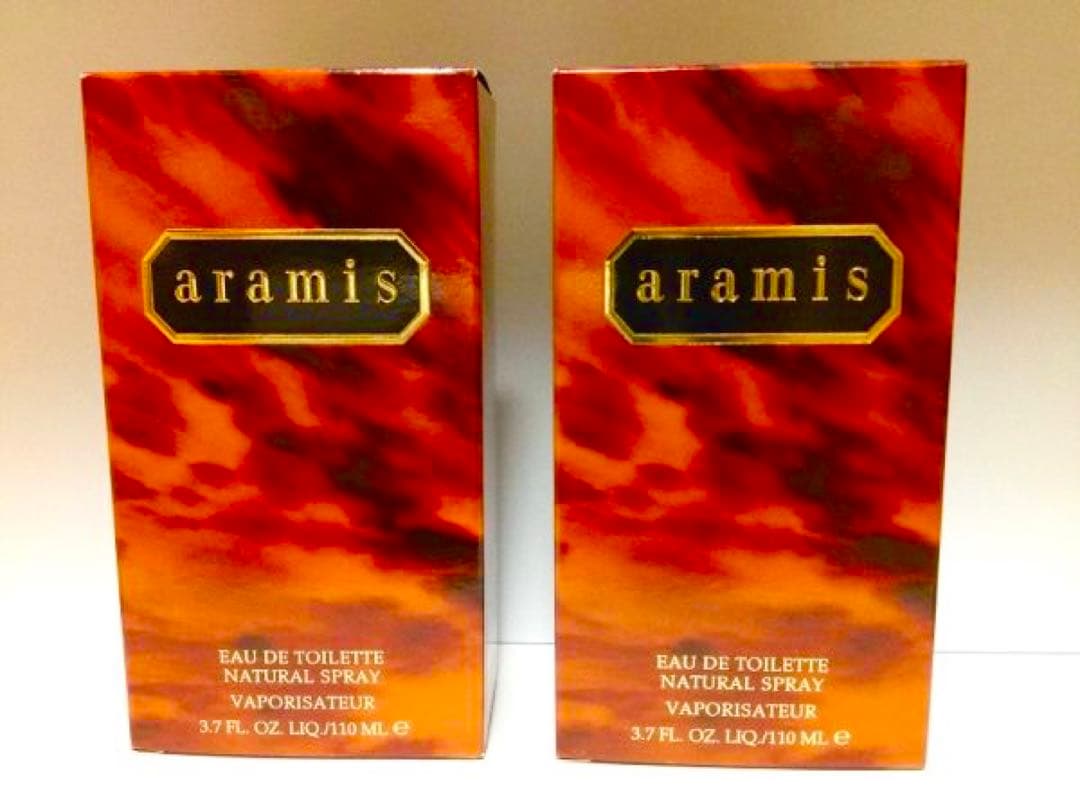 aramis
EAU DE TOILETTE
NATURAL SPRAY
VAPORISATEUR
3.7 FL. OZ. LIQ./110 ML ℮
aramis
EAU DE TOILETTE
NATURAL SPRAY
VAPORISATEUR
3.7 FL. OZ. LIQ./110 ML ℮